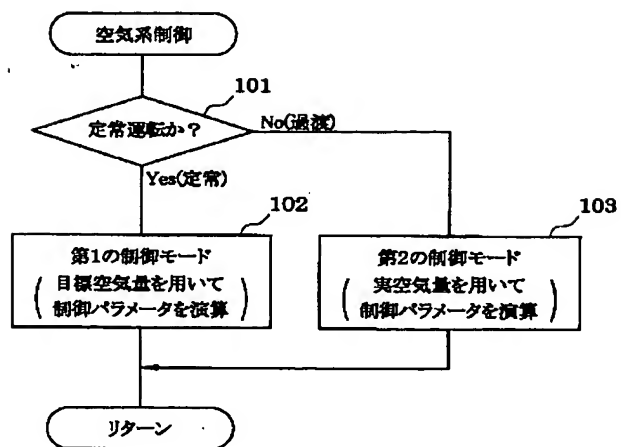 空気系制御
101
定常運転か?
No(過渡)
Yes(定常)
102
103
第1の制御モード
(目標空気量を用いて
制御パラメータを演算)
第2の制御モード
(実空気量を用いて
制御パラメータを演算)
リターン